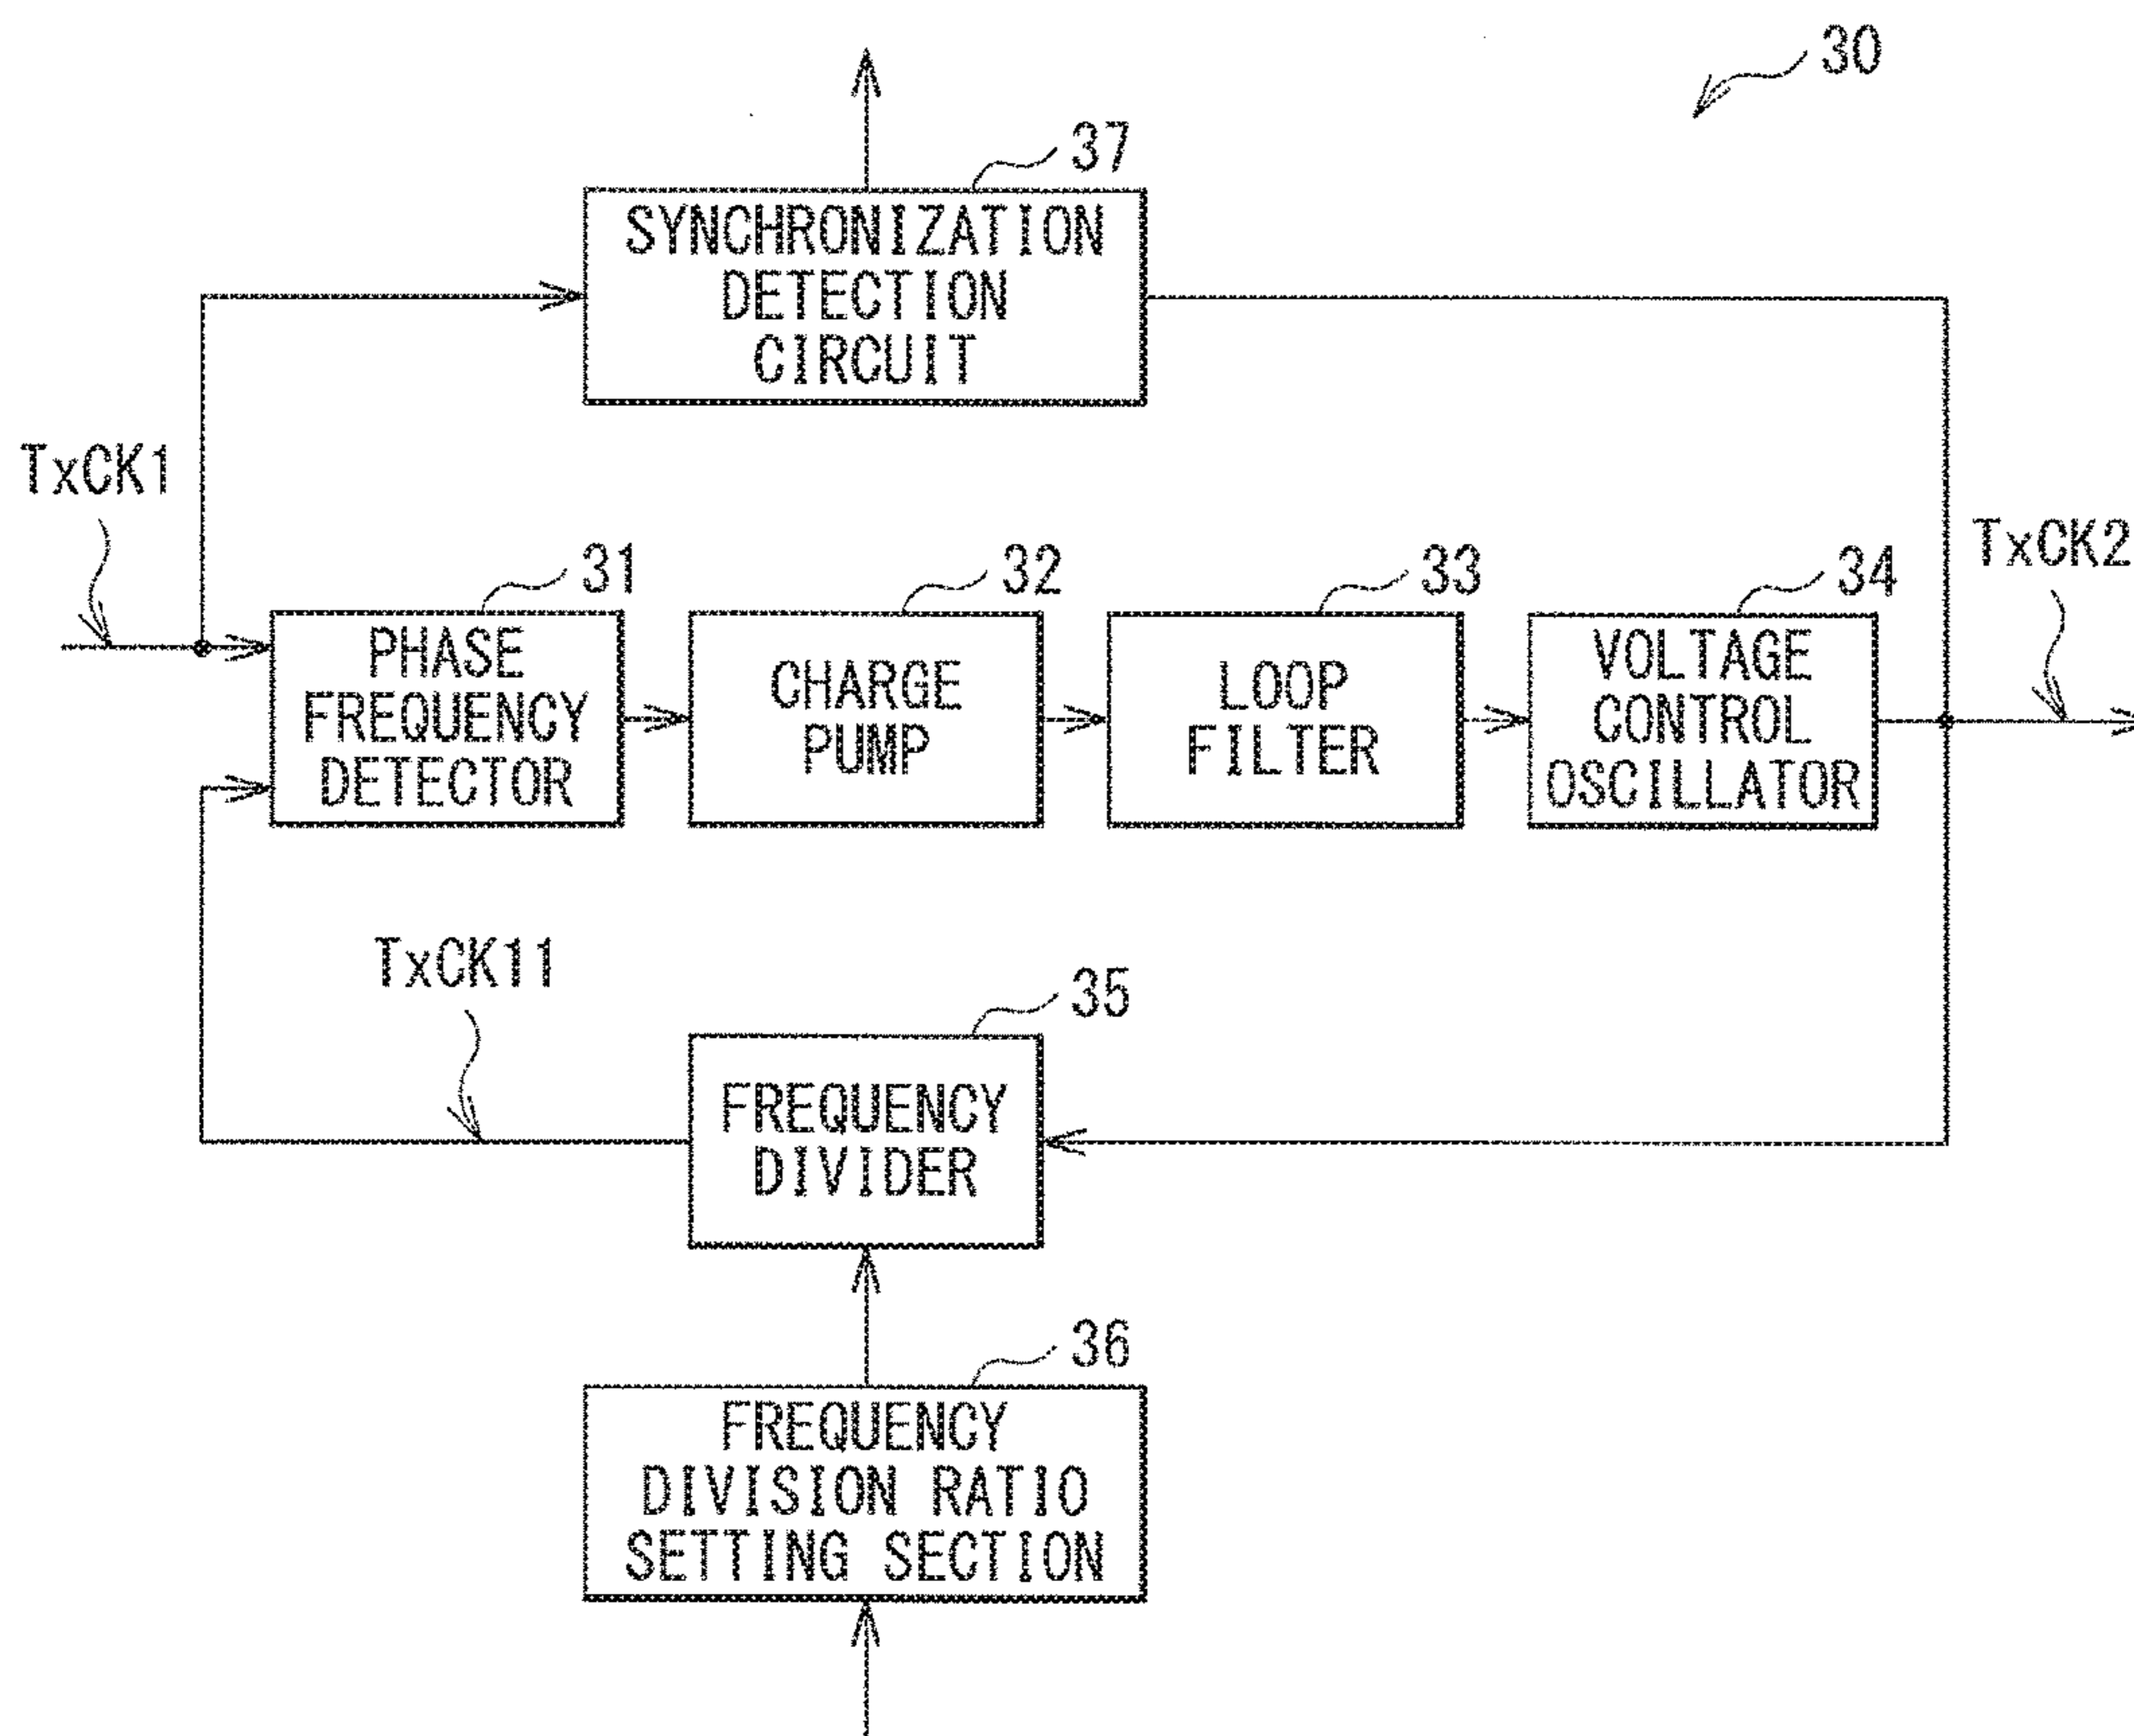 30
37
SYNCHRONIZATION
DETECTION
CIRCUIT
TxCK1
TxCK2
31
PHASE
FREQUENCY
DETECTOR
32
CHARGE
PUMP
33
LOOP
FILTER
34
VOLTAGE
CONTROL
OSCILLATOR
TxCK11
35
FREQUENCY
DIVIDER
36
FREQUENCY
DIVISION RATIO
SETTING SECTION